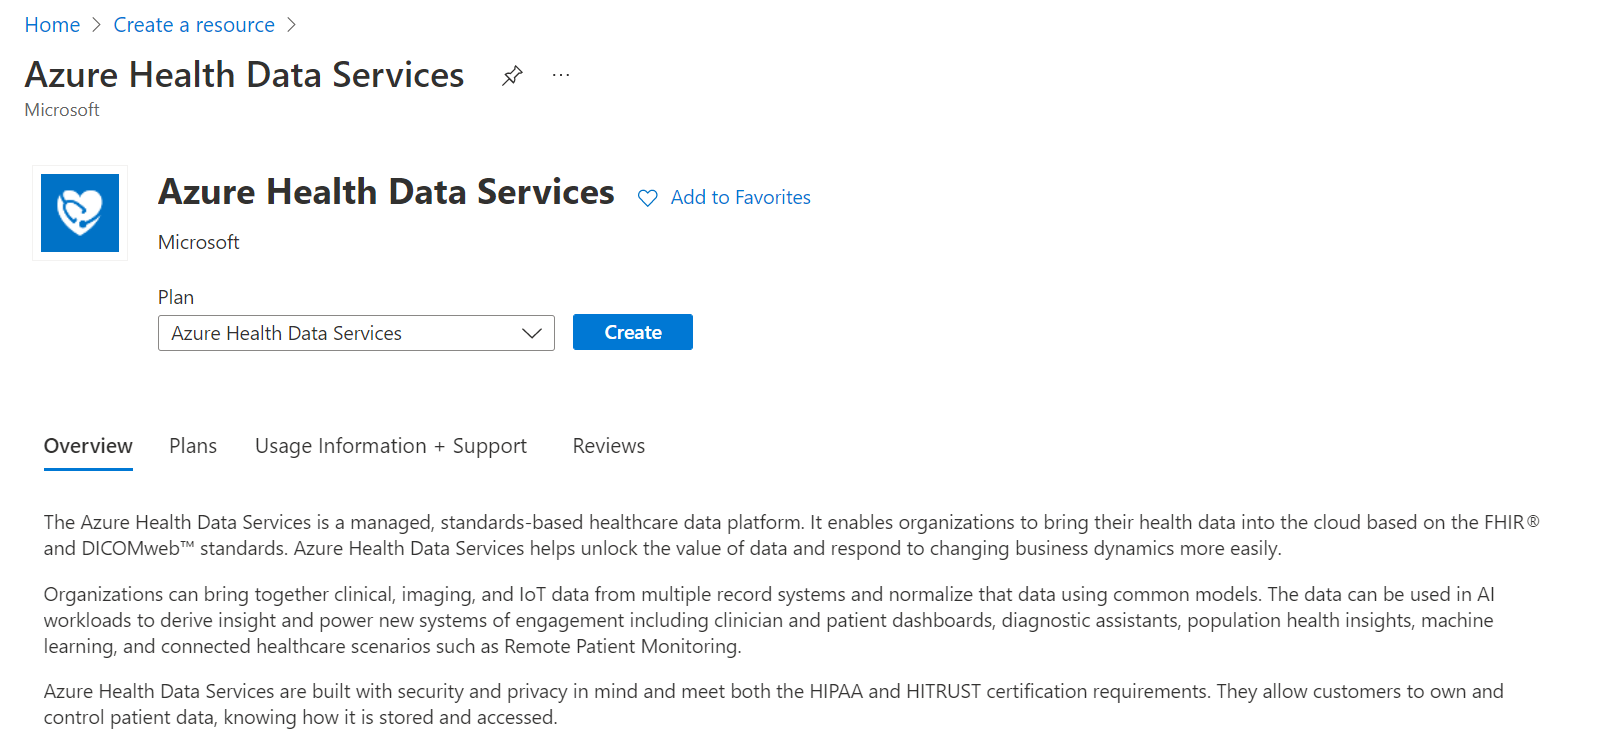 Home > Create a resource >
Azure Health Data Services ...
Microsoft
Azure Health Data Services Add to Favorites
Microsoft
Plan
Azure Health Data Services Create
Overview Plans Usage Information + Support Reviews
The Azure Health Data Services is a managed, standards-based healthcare data platform. It enables organizations to bring their health data into the cloud based on the FHIR®
and DICOMweb™ standards. Azure Health Data Services helps unlock the value of data and respond to changing business dynamics more easily.
Organizations can bring together clinical, imaging, and IoT data from multiple record systems and normalize that data using common models. The data can be used in AI
workloads to derive insight and power new systems of engagement including clinician and patient dashboards, diagnostic assistants, population health insights, machine
learning, and connected healthcare scenarios such as Remote Patient Monitoring.
Azure Health Data Services are built with security and privacy in mind and meet both the HIPAA and HITRUST certification requirements. They allow customers to own and
control patient data, knowing how it is stored and accessed.